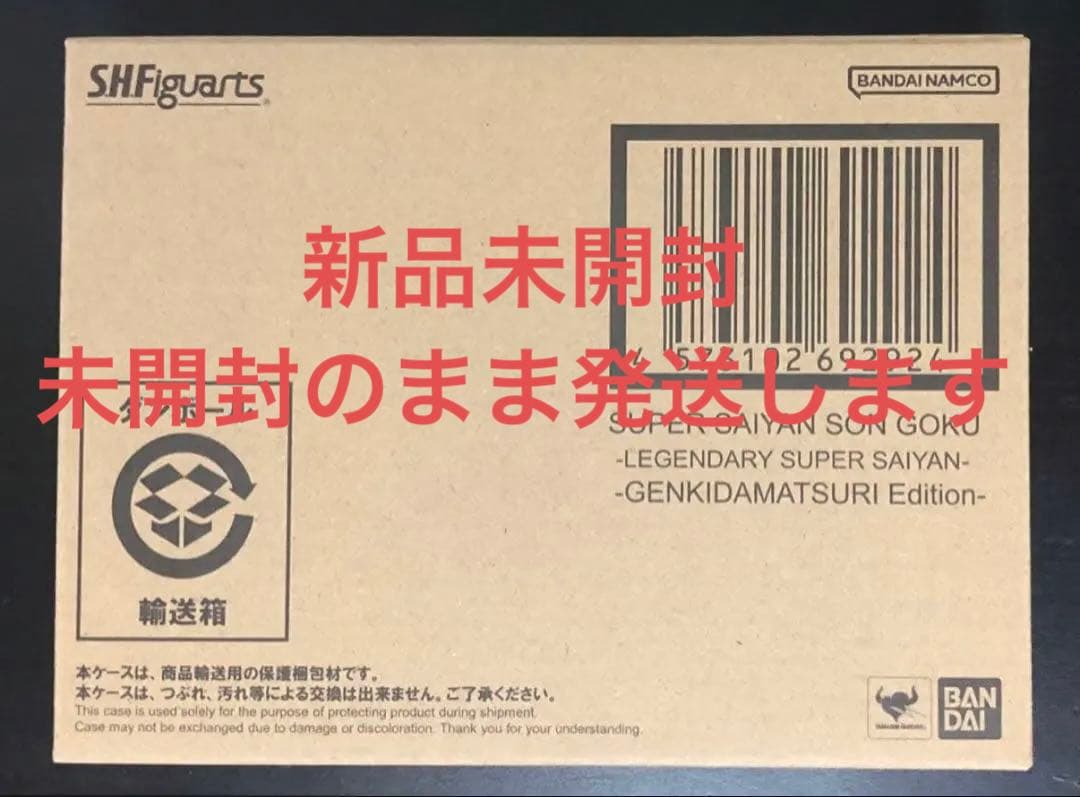 S.H.Figuarts
BANDAI NAMCO
新品未開封
未開封のまま発送します
ダンボール
輸送箱
SUPER SAIYAN SON GOKU
-LEGENDARY SUPER SAIYAN-
-GENKIDAMATSURI Edition-
本ケースは、商品輸送用の保護梱包材です。
本ケースは、つぶれ、汚れ等による交換は出来ません。ご了承ください。
This case is used solely for the purpose of protecting product during shipment.
Case may not be exchanged due to damage or discoloration. Thank you for your understanding.
BAN
DAI